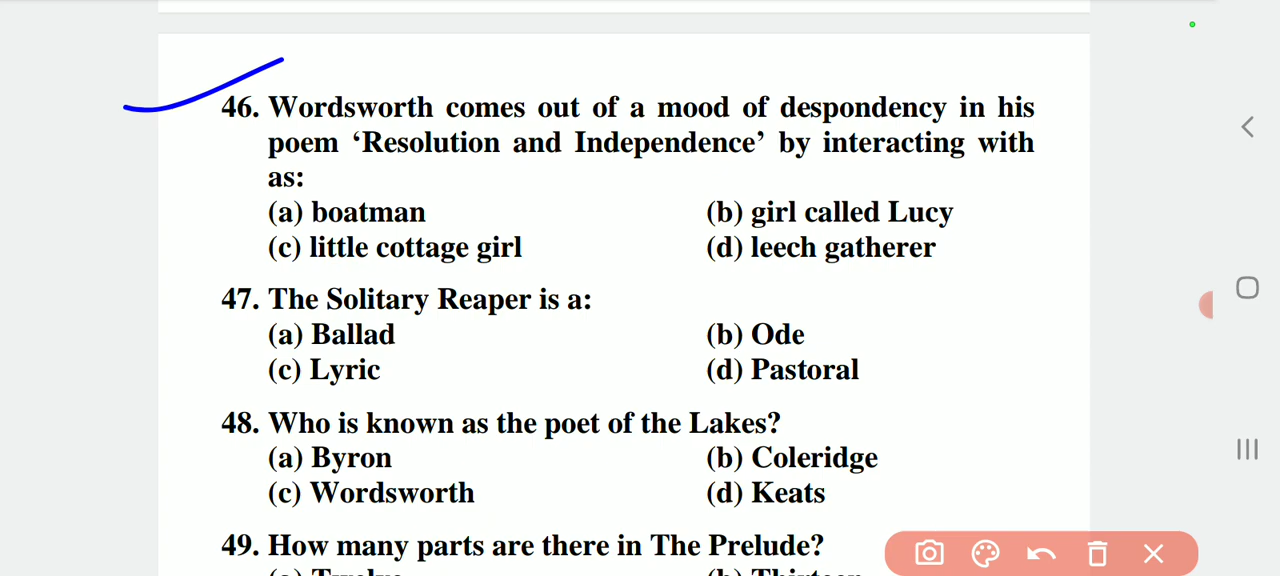 46. Wordsworth comes out of a mood of despondency in his
poem ‘Resolution and Independence’ by interacting with
as:
(a) boatman (b) girl called Lucy
(c) little cottage girl (d) leech gatherer
47. The Solitary Reaper is a:
(a) Ballad (b) Ode
(c) Lyric (d) Pastoral
48. Who is known as the poet of the Lakes?
(a) Byron (b) Coleridge
(c) Wordsworth (d) Keats
49. How many parts are there in The Prelude?